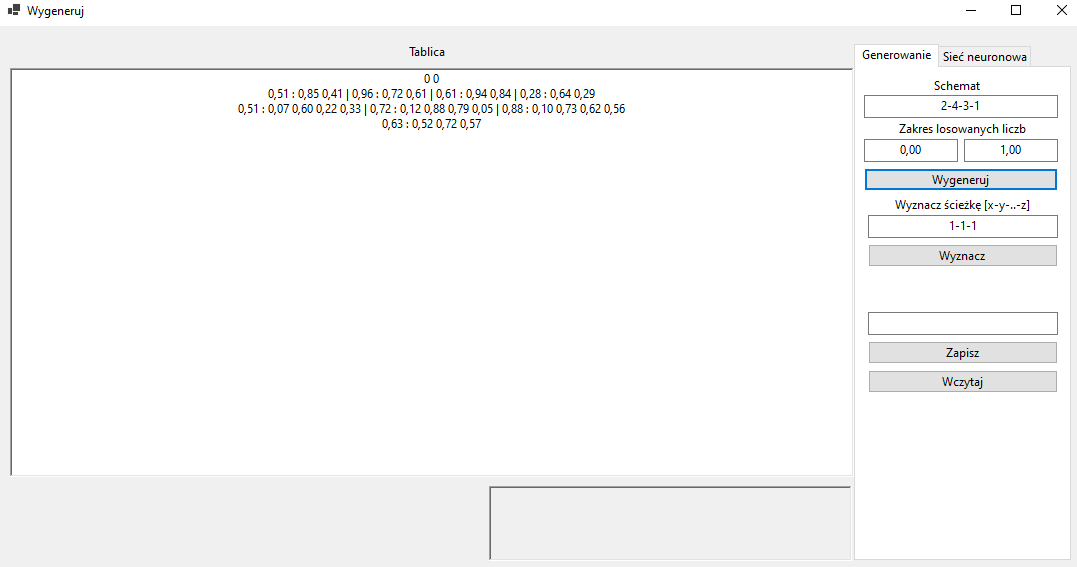 Wygeneruj
Tablica
0 0
0,51 : 0,85 0,41 | 0,96 : 0,72 0,61 | 0,61 : 0,94 0,84 | 0,28 : 0,64 0,29
0,51 : 0,07 0,60 0,22 0,33 | 0,72 : 0,12 0,88 0,79 0,05 | 0,88 : 0,10 0,73 0,62 0,56
0,63 : 0,52 0,72 0,57
Generowanie
Sieć neuronowa
Schemat
2-4-3-1
Zakres losowanych liczb
0,00
1,00
Wygeneruj
Wyznacz ścieżkę [x-y-..-z]
1-1-1
Wyznacz
Zapisz
Wczytaj